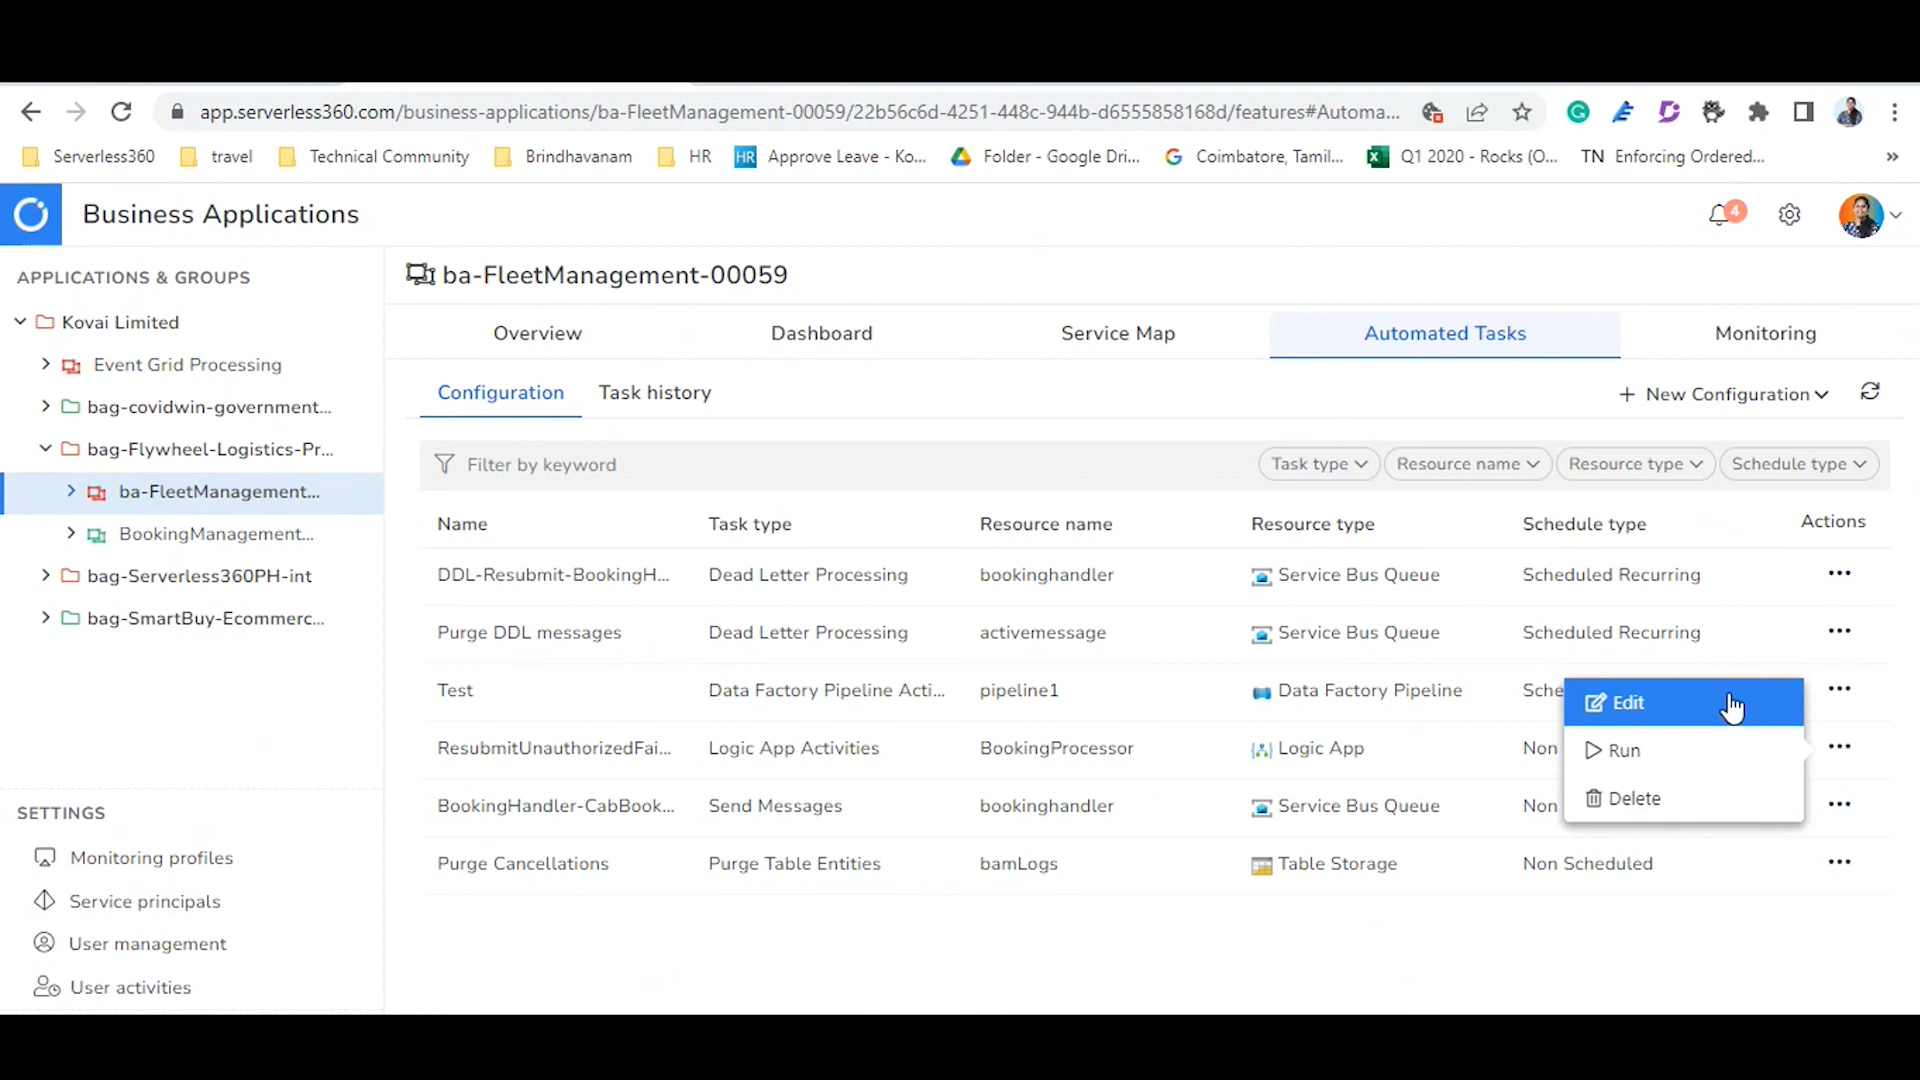 app.serverless360.com/business-applications/ba-FleetManagement-00059/22b56c6d-4251-448c-944b-d6555858168d/features#Automa...
Serverless360 travel Technical Community Brindhavanam HR HR Approve Leave - Ko... Folder - Google Dri... G Coimbatore, Tamil... Q1 2020 - Rocks (O... TN Enforcing Ordered... »
Business Applications
4
APPLICATIONS & GROUPS
Kovai Limited
Event Grid Processing
bag-covidwin-government...
bag-Flywheel-Logistics-Pr...
ba-FleetManagement...
BookingManagement...
bag-Serverless360PH-int
bag-SmartBuy-Ecommerc...
SETTINGS
Monitoring profiles
Service principals
User management
User activities
ba-FleetManagement-00059
Overview Dashboard Service Map Automated Tasks Monitoring
Configuration Task history + New Configuration
Filter by keyword Task type Resource name Resource type Schedule type
Name Task type Resource name Resource type Schedule type Actions
DDL-Resubmit-BookingH... Dead Letter Processing bookinghandler Service Bus Queue Scheduled Recurring ...
Purge DDL messages Dead Letter Processing activemessage Service Bus Queue Scheduled Recurring ...
Test Data Factory Pipeline Acti... pipeline1 Data Factory Pipeline Sche ...
ResubmitUnauthorizedFai... Logic App Activities BookingProcessor Logic App Non ...
BookingHandler-CabBook... Send Messages bookinghandler Service Bus Queue Non ...
Purge Cancellations Purge Table Entities bamLogs Table Storage Non Scheduled ...
Edit
Run
Delete